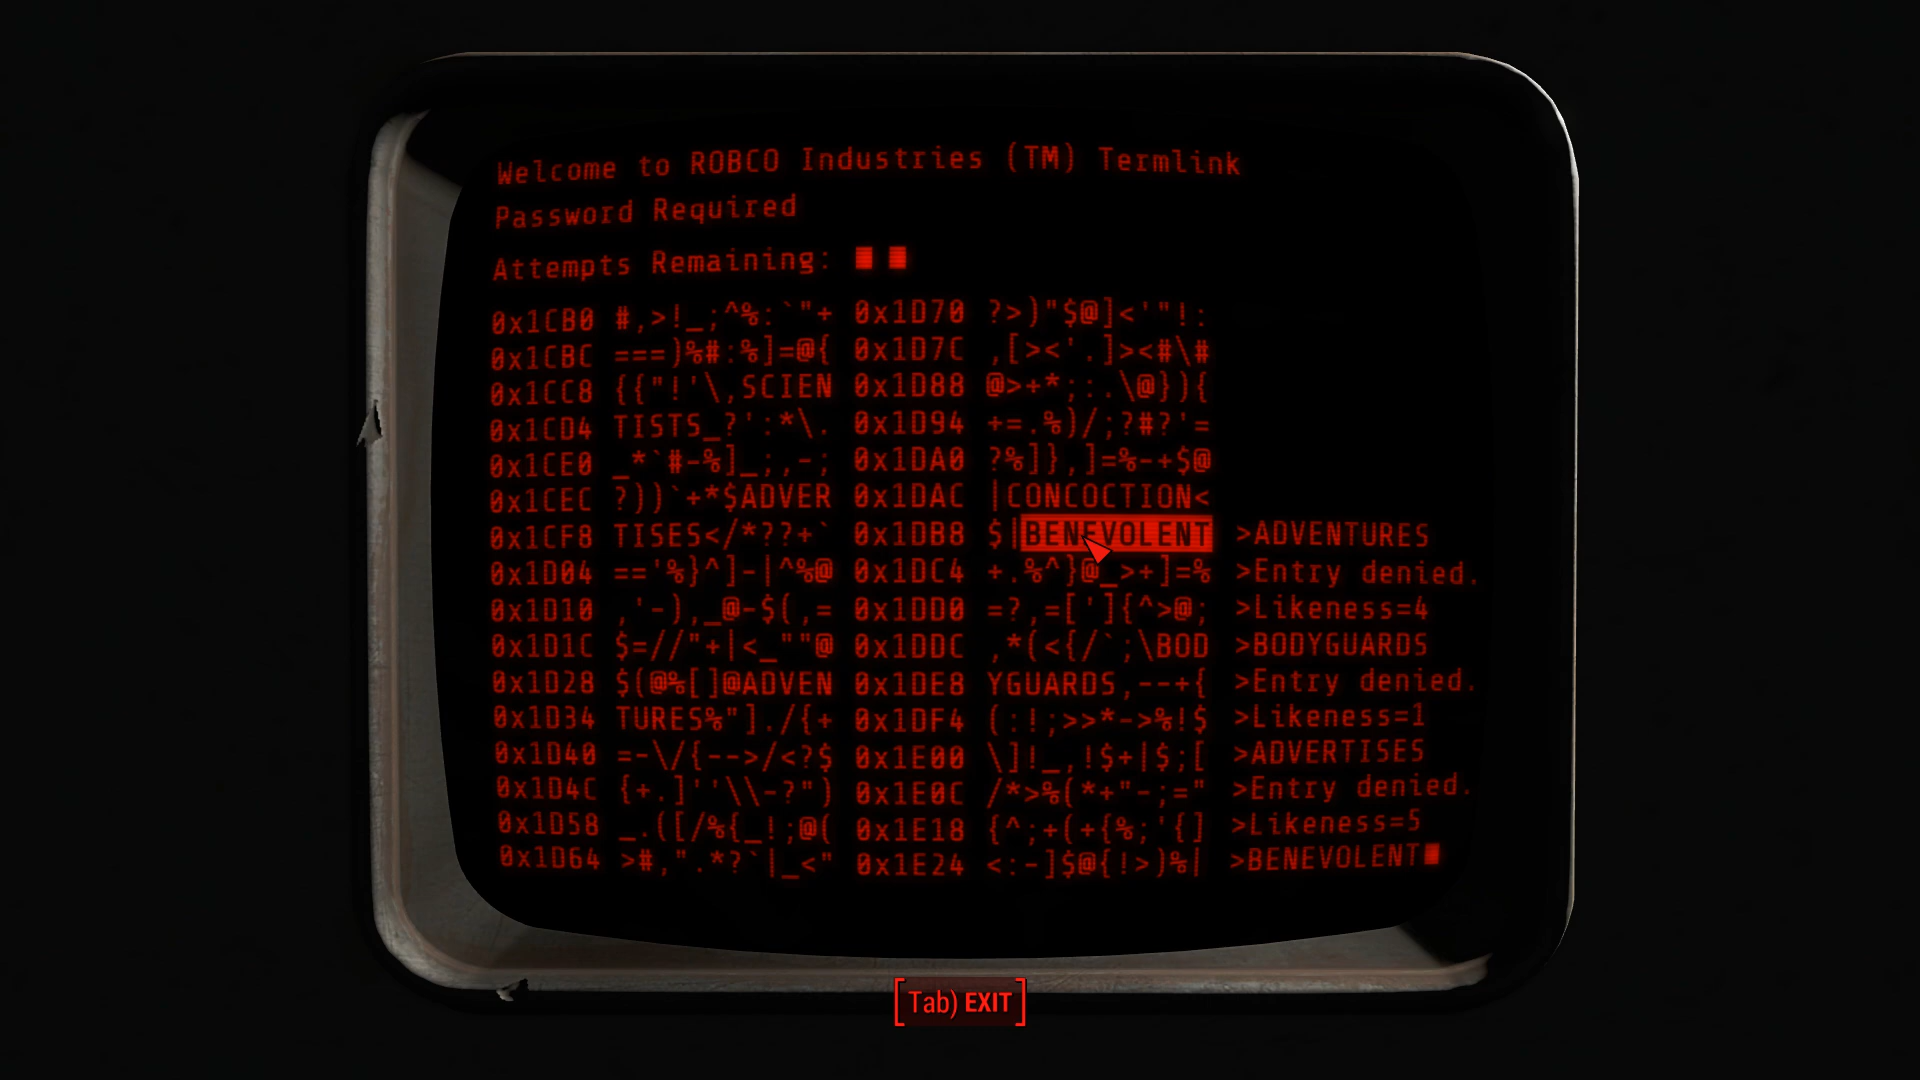 Welcome to ROBCO Industries (TM) Termlink
Password Required
Attempts Remaining: ■ ■
0x1CB0 #,>!_;^%:`"+ 0x1D70 ?>)"$@]<'"!:
0x1CBC ===)%#:%]=@{ 0x1D7C ,[><'.]><#\#
0x1CC8 {{"!'\,SCIEN 0x1D88 @>+*;:.\@}){
0x1CD4 TISTS_?':*\. 0x1D94 +=.%)/;?#?'=
0x1CE0 _*`#-%]_;,-; 0x1DA0 ?%]},]=%-+$@
0x1CEC ?))`+*$ADVER 0x1DAC |CONCOCTION<
0x1CF8 TISES</*??+` 0x1DB8 $|BENEVOLENT >ADVENTURES
0x1D04 =='%}^]-|^%@ 0x1DC4 +.%^}@_>+]=% >Entry denied.
0x1D10 ,'-),_@-$(,= 0x1DD0 =?,=[']{^>@; >Likeness=4
0x1D1C $=//"+|<_""@ 0x1DDC ,*(<{/`;\BOD >BODYGUARDS
0x1D28 $(@%[]@ADVEN 0x1DE8 YGUARDS,--+{ >Entry denied.
0x1D34 TURES%"]./{+ 0x1DF4 (:!;>>*->%!$ >Likeness=1
0x1D40 =-\/{-->/<?$ 0x1E00 \]!_,!$+|$;[ >ADVERTISES
0x1D4C {+.]''\\-?") 0x1E0C /*>%(*+"-;=" >Entry denied.
0x1D58 _.([/%{_!;@( 0x1E18 {^;+(+{%;'{] >Likeness=5
0x1D64 >#,".*?`|_<" 0x1E24 <:-]$@{!>)%| >BENEVOLENT■
[Tab) EXIT]